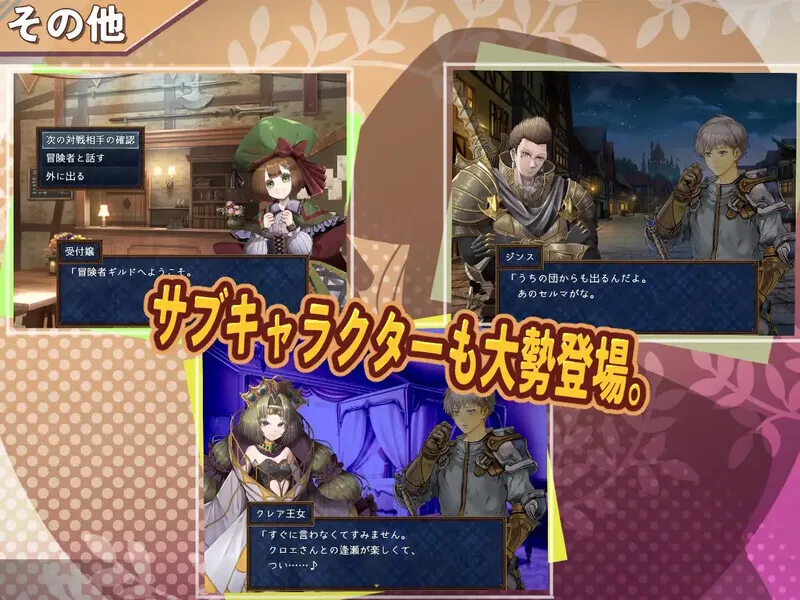 その他
次の対戦相手の確認
冒険者と話す
外に出る
受付嬢
「冒険者ギルドへようこそ。
ジンス
「うちの団からも出るんだよ。
あのセルマがな。
サブキャラクターも大勢登場。
クレア王女
「すぐに言わなくてすみません。
クロエさんとの逢瀬が楽しくて、
つい……♪